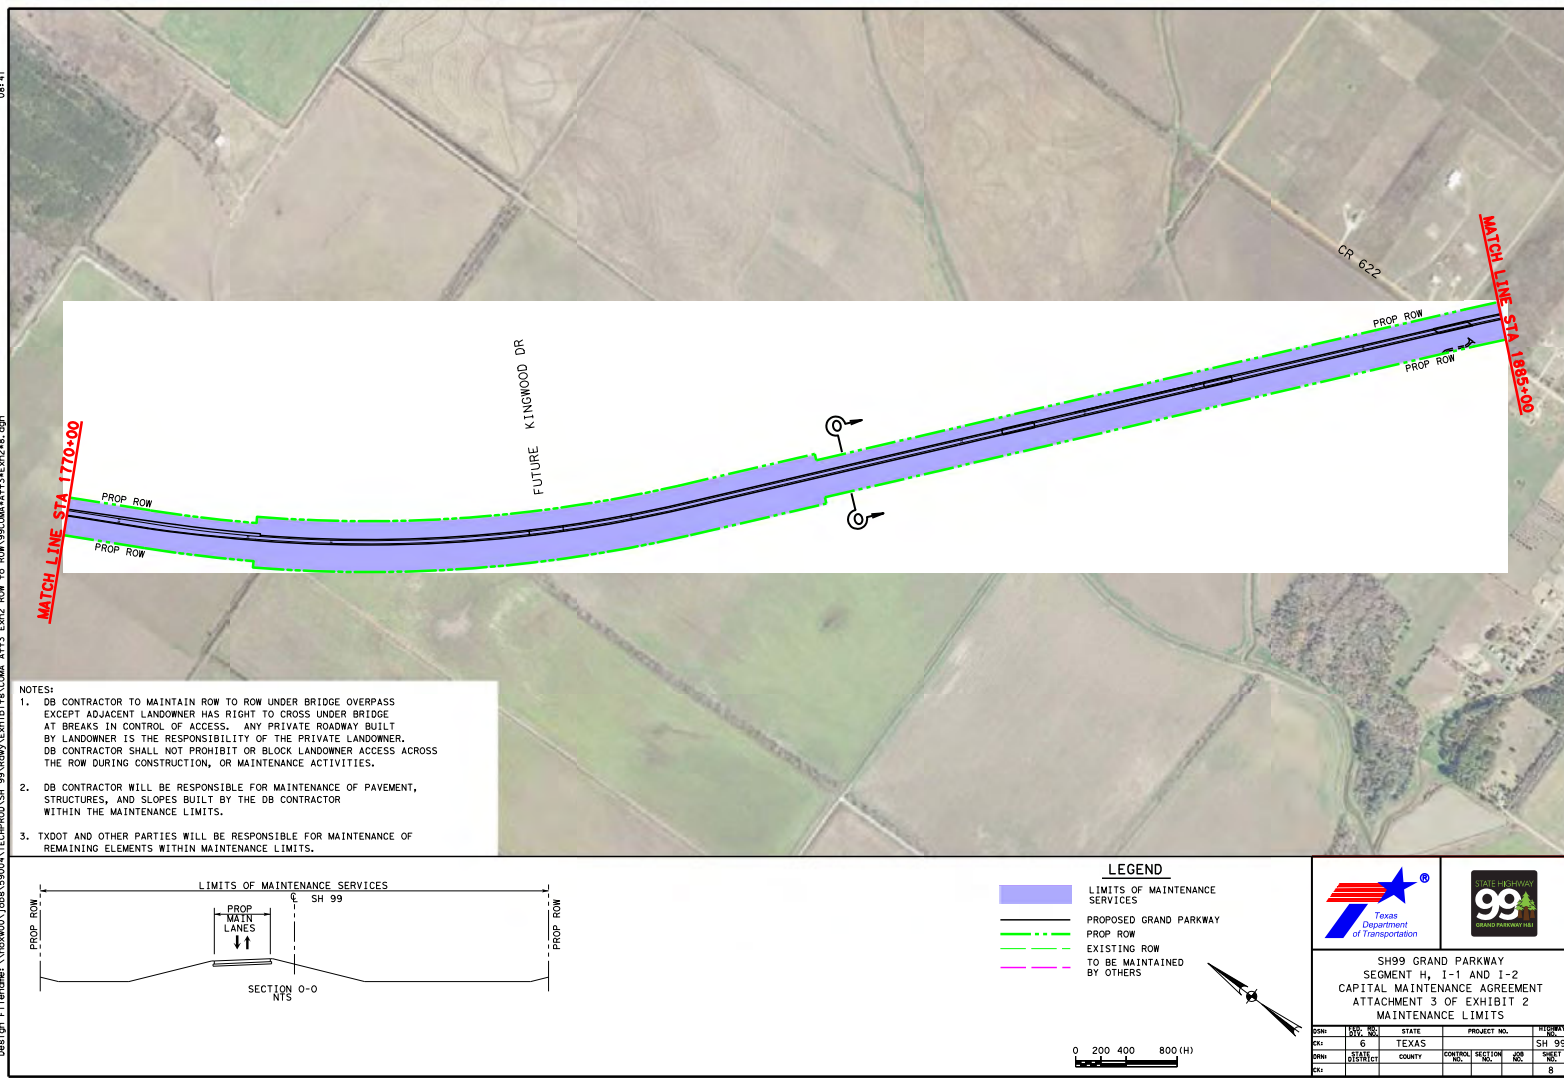 CR 622
MATCH LINE STA 1885+00
PROP ROW
PROP ROW
FUTURE KINGWOOD DR
O
O
MATCH LINE STA 1770+00
PROP ROW
PROP ROW
NOTES:
1. DB CONTRACTOR TO MAINTAIN ROW TO ROW UNDER BRIDGE OVERPASS
EXCEPT ADJACENT LANDOWNER HAS RIGHT TO CROSS UNDER BRIDGE
AT BREAKS IN CONTROL OF ACCESS. ANY PRIVATE ROADWAY BUILT
BY LANDOWNER IS THE RESPONSIBILITY OF THE PRIVATE LANDOWNER.
DB CONTRACTOR SHALL NOT PROHIBIT OR BLOCK LANDOWNER ACCESS ACROSS
THE ROW DURING CONSTRUCTION, OR MAINTENANCE ACTIVITIES.
2. DB CONTRACTOR WILL BE RESPONSIBLE FOR MAINTENANCE OF PAVEMENT,
STRUCTURES, AND SLOPES BUILT BY THE DB CONTRACTOR
WITHIN THE MAINTENANCE LIMITS.
3. TXDOT AND OTHER PARTIES WILL BE RESPONSIBLE FOR MAINTENANCE OF
REMAINING ELEMENTS WITHIN MAINTENANCE LIMITS.
LIMITS OF MAINTENANCE SERVICES
SH 99
PROP ROW
PROP
MAIN
LANES
PROP ROW
SECTION O-O
NTS
LEGEND
LIMITS OF MAINTENANCE
SERVICES
PROPOSED GRAND PARKWAY
PROP ROW
EXISTING ROW
TO BE MAINTAINED
BY OTHERS
0 200 400 800 (H)
®
Texas
Department
of Transportation
STATE HIGHWAY
99
GRAND PARKWAY H&I
SH99 GRAND PARKWAY
SEGMENT H, I-1 AND I-2
CAPITAL MAINTENANCE AGREEMENT
ATTACHMENT 3 OF EXHIBIT 2
MAINTENANCE LIMITS
DSN: FED. RD. DIV. NO. STATE PROJECT NO. HIGHWAY NO.
CK: 6 TEXAS SH 99
DRN: STATE DISTRICT COUNTY CONTROL NO. SECTION NO. JOB NO. SHEET NO.
CK: 8